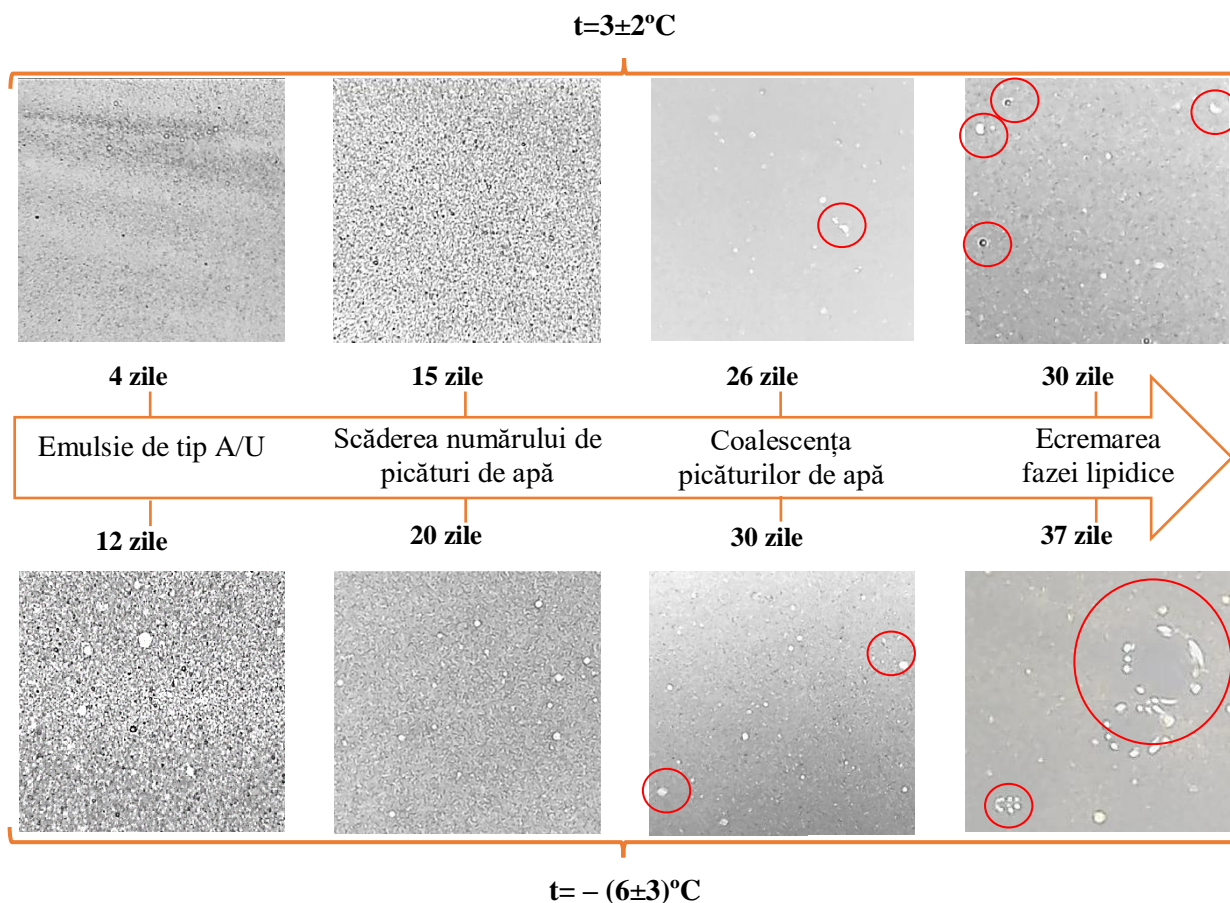 t=3±2ºC
4 zile
15 zile
26 zile
30 zile
Emulsie de tip A/U
Scăderea numărului de
picături de apă
Coalescența
picăturilor de apă
Ecremarea
fazei lipidice
12 zile
20 zile
30 zile
37 zile
t= – (6±3)ºC